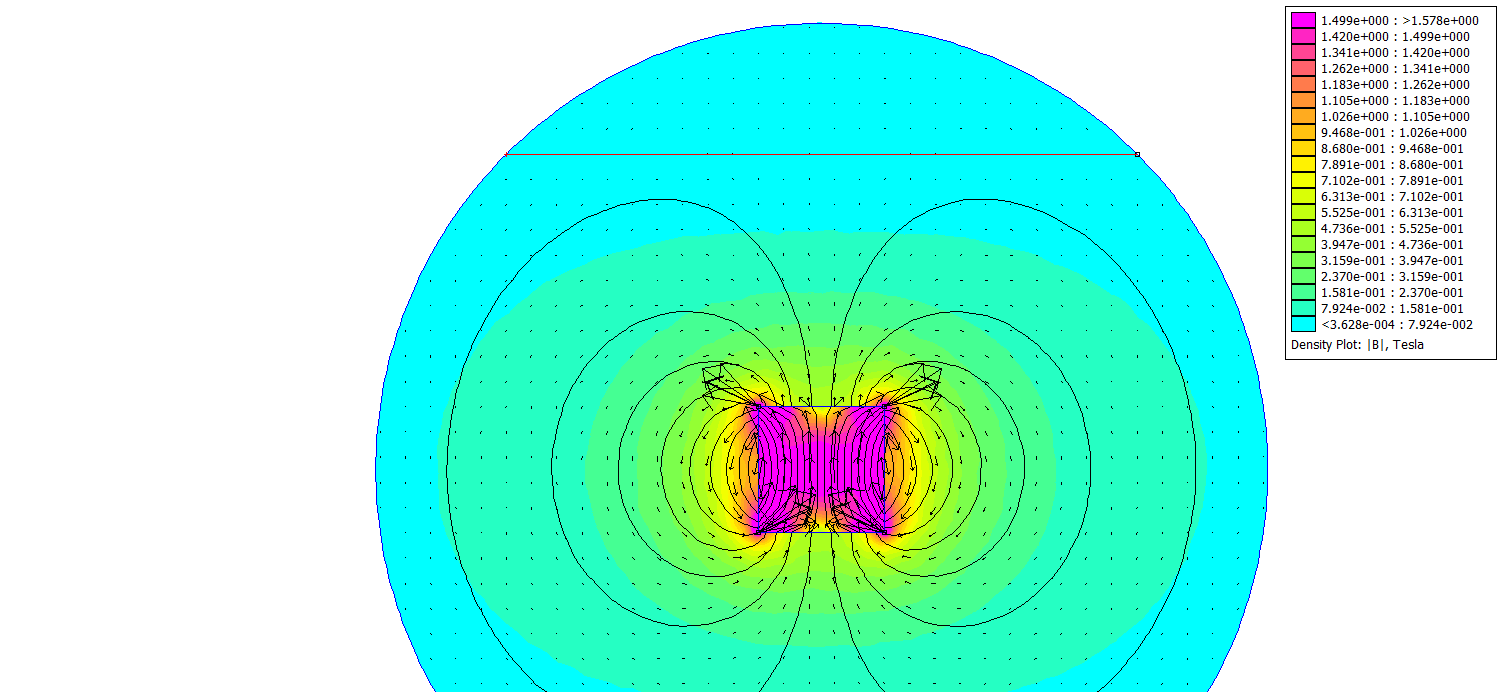 1.499e+000 : >1.578e+000
1.420e+000 : 1.499e+000
1.341e+000 : 1.420e+000
1.262e+000 : 1.341e+000
1.183e+000 : 1.262e+000
1.105e+000 : 1.183e+000
1.026e+000 : 1.105e+000
9.468e-001 : 1.026e+000
8.680e-001 : 9.468e-001
7.891e-001 : 8.680e-001
7.102e-001 : 7.891e-001
6.313e-001 : 7.102e-001
5.525e-001 : 6.313e-001
4.736e-001 : 5.525e-001
3.947e-001 : 4.736e-001
3.159e-001 : 3.947e-001
2.370e-001 : 3.159e-001
1.581e-001 : 2.370e-001
7.924e-002 : 1.581e-001
<3.628e-004 : 7.924e-002
Density Plot: |B|, Tesla